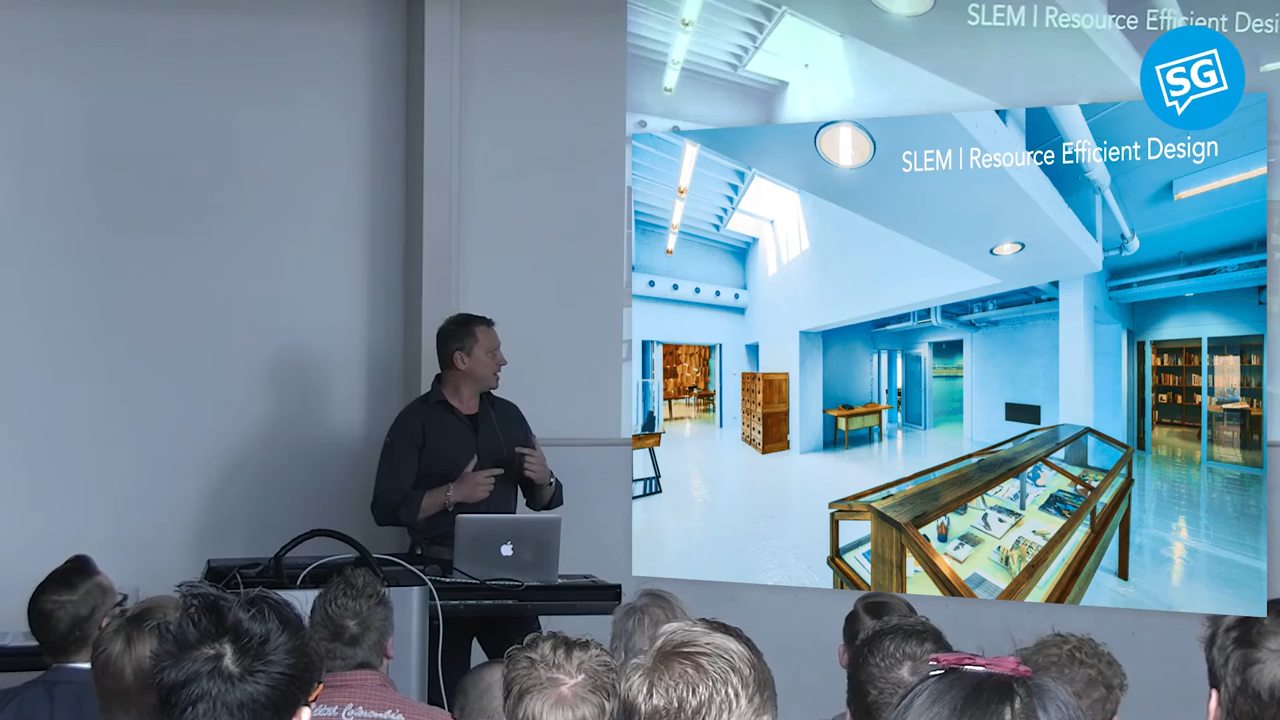 SLEM | Resource Efficient Desi
SG
SLEM | Resource Efficient Design